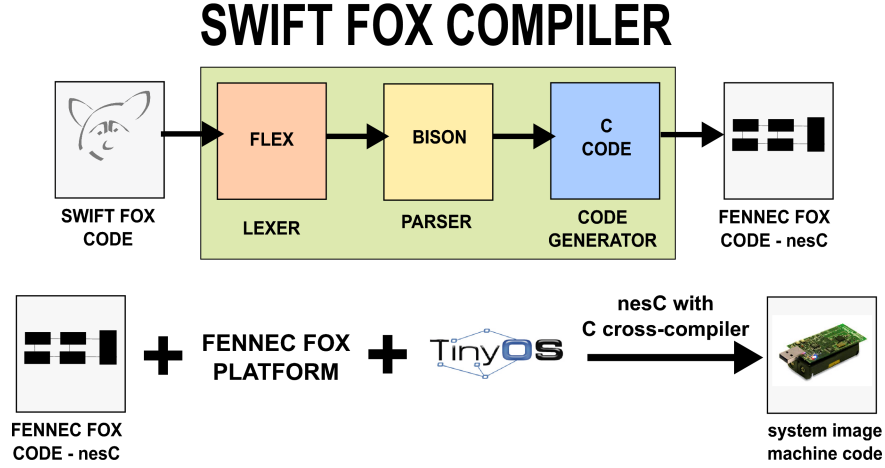 SWIFT FOX COMPILER
FLEX
BISON
C
CODE
SWIFT FOX
CODE
LEXER
PARSER
CODE
GENERATOR
FENNEC FOX
CODE - nesC
FENNEC FOX
PLATFORM
TinyOS
nesC with
C cross-compiler
FENNEC FOX
CODE - nesC
system image
machine code